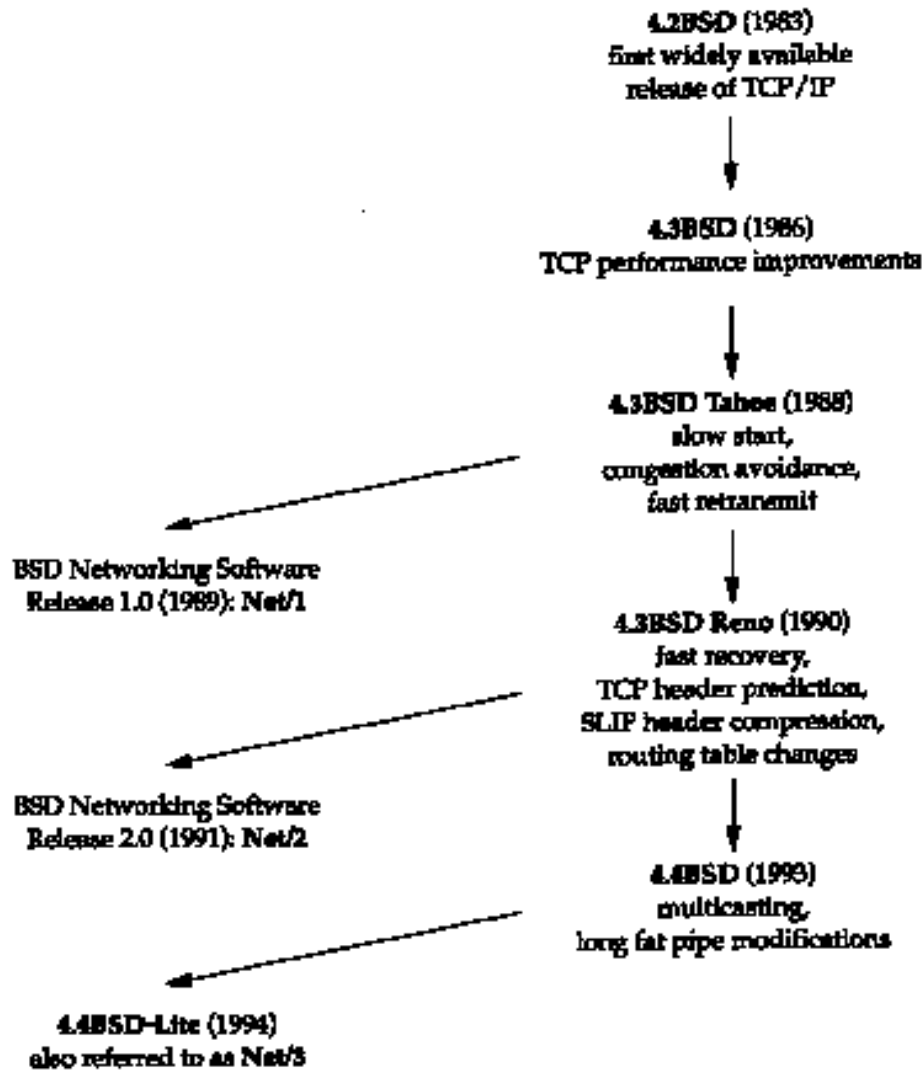 4.2BSD (1983)
first widely available
release of TCP/IP
4.3BSD (1986)
TCP performance improvements
4.3BSD Tahoe (1988)
slow start,
congestion avoidance,
fast retransmit
BSD Networking Software
Release 1.0 (1989): Net/1
4.3BSD Reno (1990)
fast recovery,
TCP header prediction,
SLIP header compression,
routing table changes
BSD Networking Software
Release 2.0 (1991): Net/2
4.4BSD (1993)
multicasting,
long fat pipe modifications
4.4BSD-Lite (1994)
also referred to as Net/3